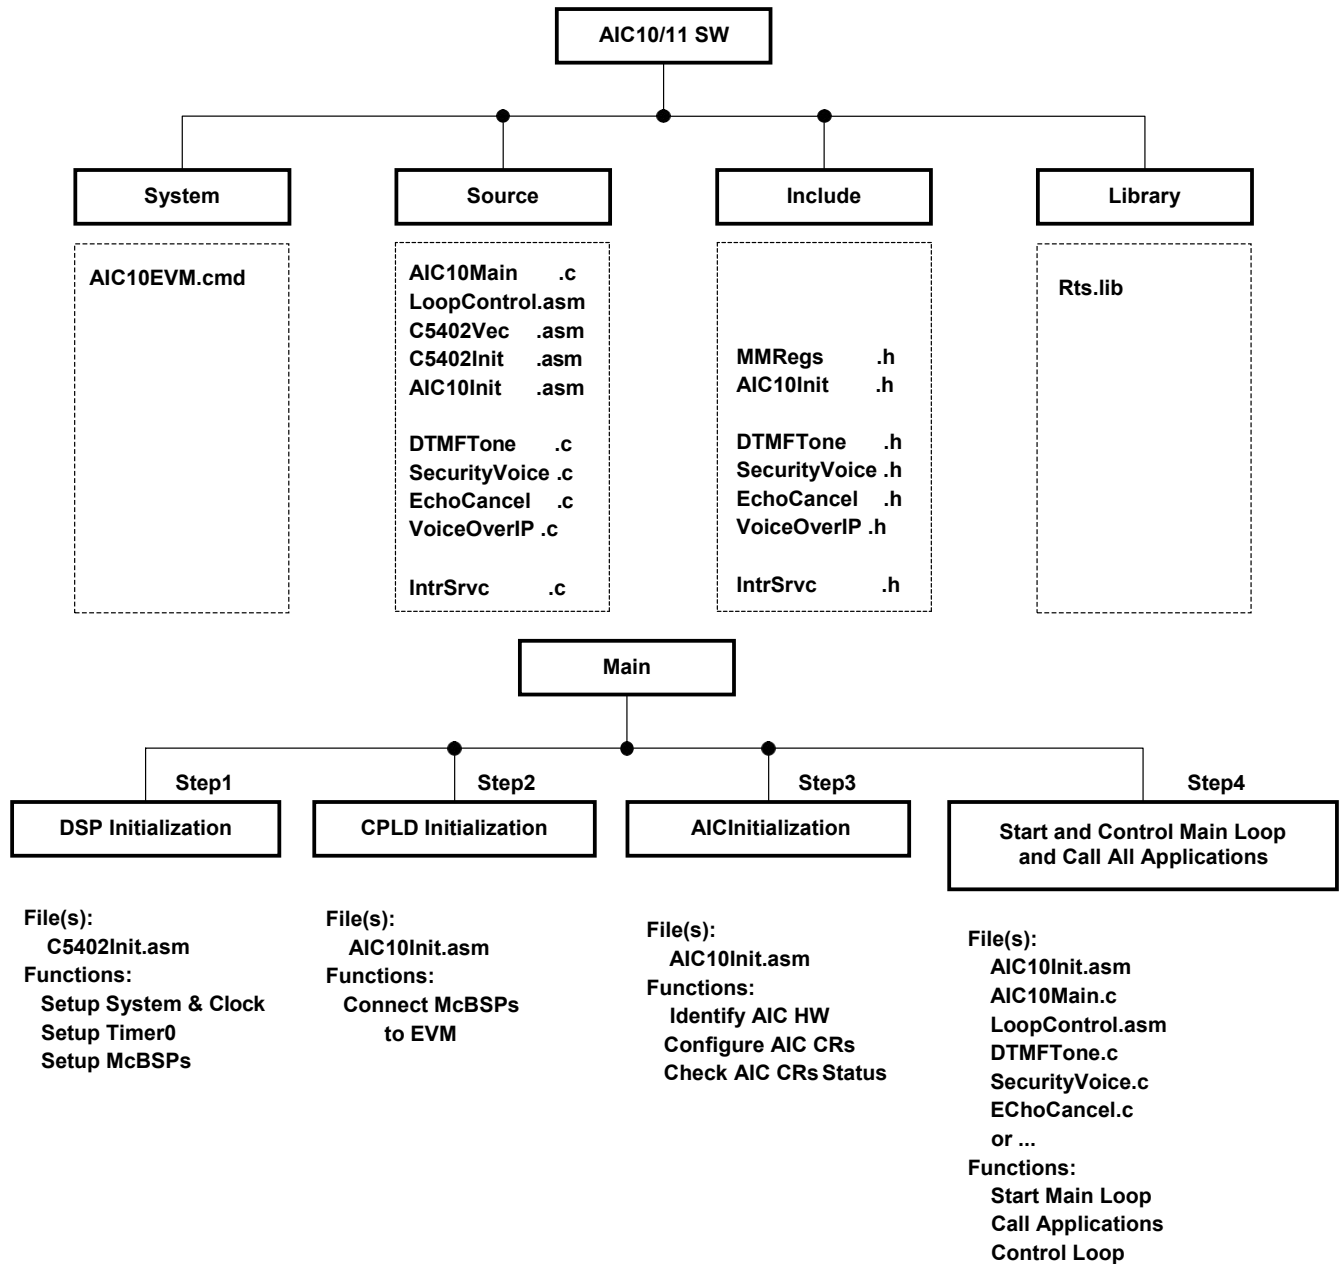 AIC10/11 SW
System
Source
Include
Library
AIC10EVM.cmd
AIC10Main .c
LoopControl.asm
C5402Vec .asm
C5402Init .asm
AIC10Init .asm
DTMFTone .c
SecurityVoice .c
EchoCancel .c
VoiceOverIP .c
IntrSrvc .c
MMRegs .h
AIC10Init .h
DTMFTone .h
SecurityVoice .h
EchoCancel .h
VoiceOverIP .h
IntrSrvc .h
Rts.lib
Main
Step1
DSP Initialization
File(s):
C5402Init.asm
Functions:
Setup System & Clock
Setup Timer0
Setup McBSPs
Step2
CPLD Initialization
File(s):
AIC10Init.asm
Functions:
Connect McBSPs
to EVM
Step3
AICInitialization
File(s):
AIC10Init.asm
Functions:
Identify AIC HW
Configure AIC CRs
Check AIC CRs Status
Step4
Start and Control Main Loop
and Call All Applications
File(s):
AIC10Init.asm
AIC10Main.c
LoopControl.asm
DTMFTone.c
SecurityVoice.c
EChoCancel.c
or ...
Functions:
Start Main Loop
Call Applications
Control Loop